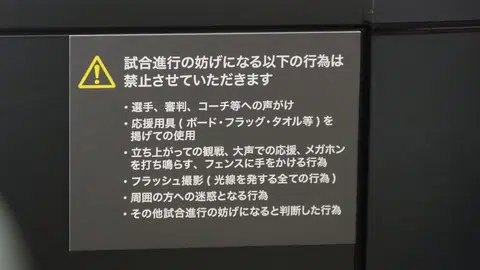 試合進行の妨げになる以下の行為は
禁止させていただきます
・選手、審判、コーチ等への声がけ
・応援用具(ボード・フラッグ・タオル等)を
掲げての使用
・立ち上がっての観戦、大声での応援、メガホン
を打ち鳴らす、フェンスに手をかける行為
・フラッシュ撮影(光線を発する全ての行為)
・周囲の方への迷惑となる行為
・その他試合進行の妨げになると判断した行為